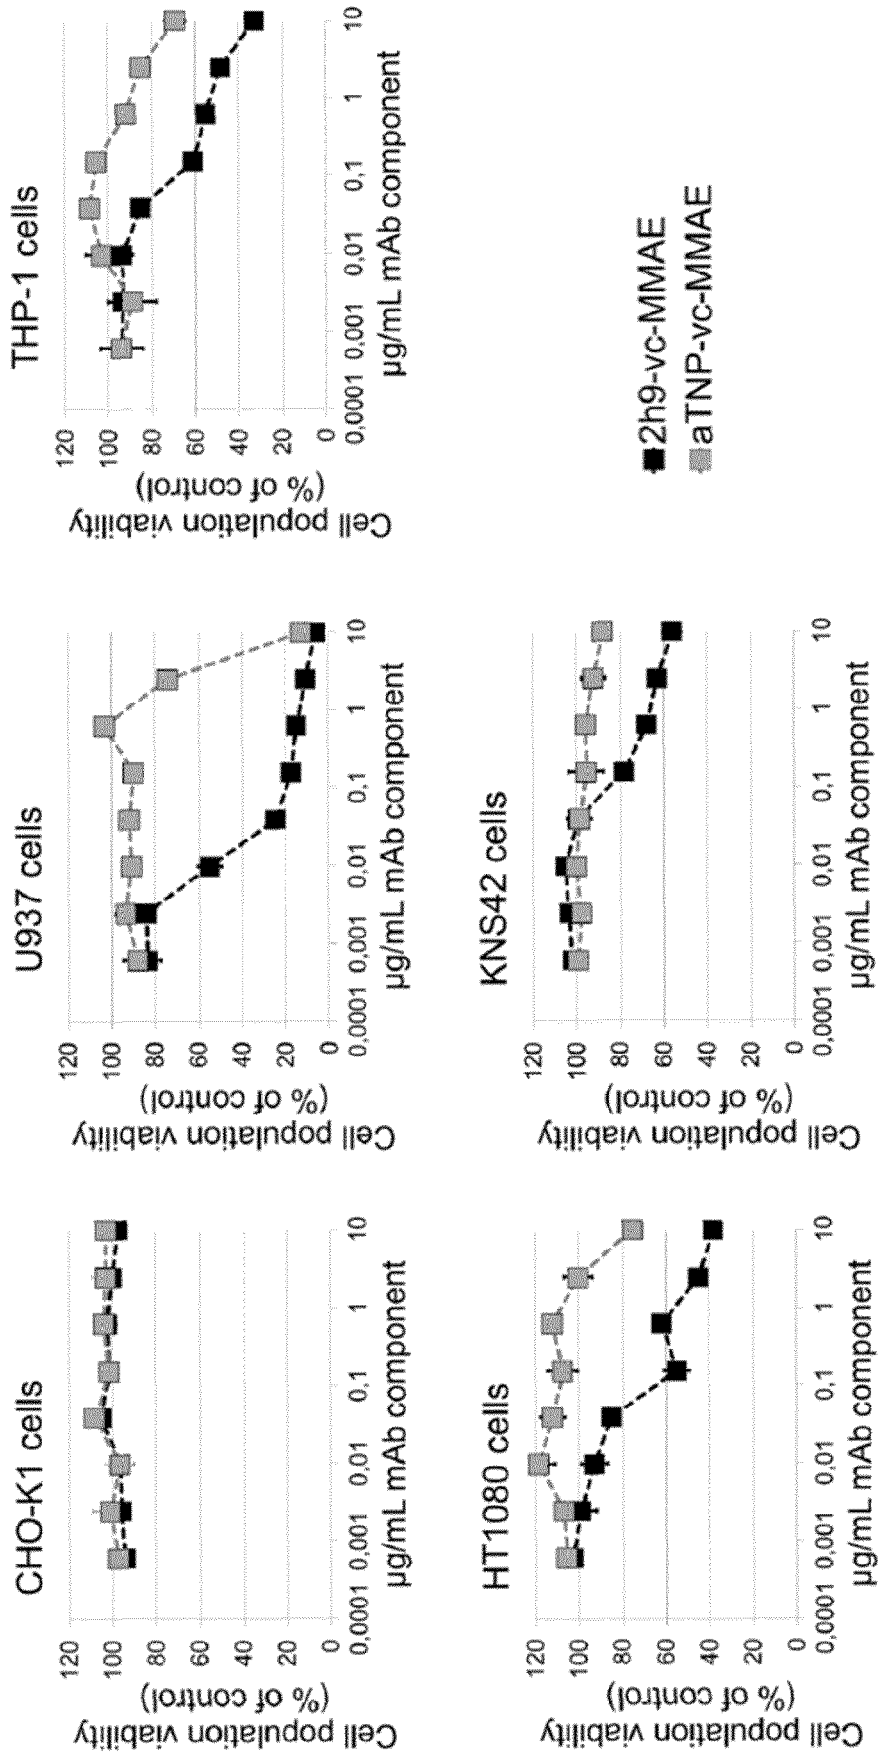 CHO-K1 cells
Cell population viability
(% of control)
120
100
80
60
40
20
0
0,0001 0,001 0,01 0,1 1 10
µg/mL mAb component
U937 cells
Cell population viability
(% of control)
120
100
80
60
40
20
0
0,0001 0,001 0,01 0,1 1 10
µg/mL mAb component
THP-1 cells
Cell population viability
(% of control)
120
100
80
60
40
20
0
0,0001 0,001 0,01 0,1 1 10
µg/mL mAb component
HT1080 cells
Cell population viability
(% of control)
120
100
80
60
40
20
0
0,0001 0,001 0,01 0,1 1 10
µg/mL mAb component
KNS42 cells
Cell population viability
(% of control)
120
100
80
60
40
20
0
0,0001 0,001 0,01 0,1 1 10
µg/mL mAb component
2h9-vc-MMAE
aTNP-vc-MMAE